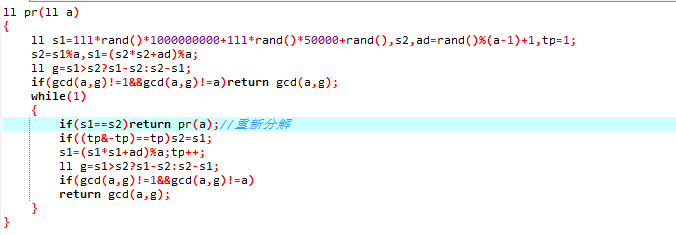 ll pr(ll a)
{
ll s1=1ll*rand()*1000000000+1ll*rand()*50000+rand(),s2,ad=rand()%(a-1)+1,tp=1;
s2=s1%a,s1=(s2*s2+ad)%a;
ll g=s1>s2?s1-s2:s2-s1;
if(gcd(a,g)!=1&&gcd(a,g)!=a)return gcd(a,g);
while(1)
{
if(s1==s2)return pr(a);//重新分解
if((tp&-tp)==tp)s2=s1;
s1=(s1*s1+ad)%a;tp++;
ll g=s1>s2?s1-s2:s2-s1;
if(gcd(a,g)!=1&&gcd(a,g)!=a)
return gcd(a,g);
}
}